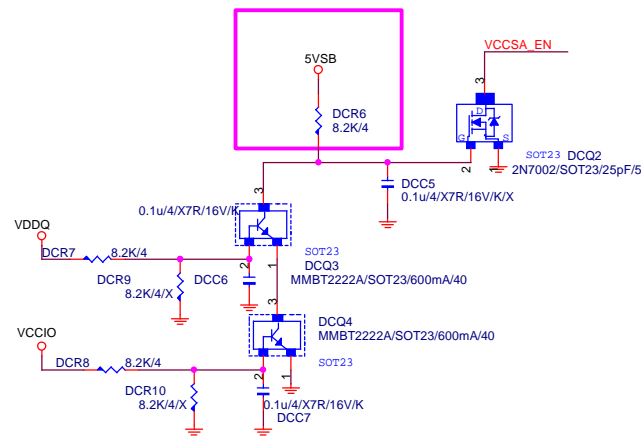 VCCSA_EN
5VSB
3
DCR6
8.2K/4
D
G
S
SOT23 DCQ2
2
1
2N7002/SOT23/25pF/5
DCC5
0.1u/4/X7R/16V/K/X
3
0.1u/4/X7R/16V/K
VDDQ
SOT23
DCR7
8.2K/4
2
1
DCQ3
MMBT2222A/SOT23/600mA/40
DCR9
8.2K/4/X
DCC6
3
DCQ4
MMBT2222A/SOT23/600mA/40
VCCIO
SOT23
DCR8
8.2K/4
2
1
DCR10
8.2K/4/X
0.1u/4/X7R/16V/K
DCC7